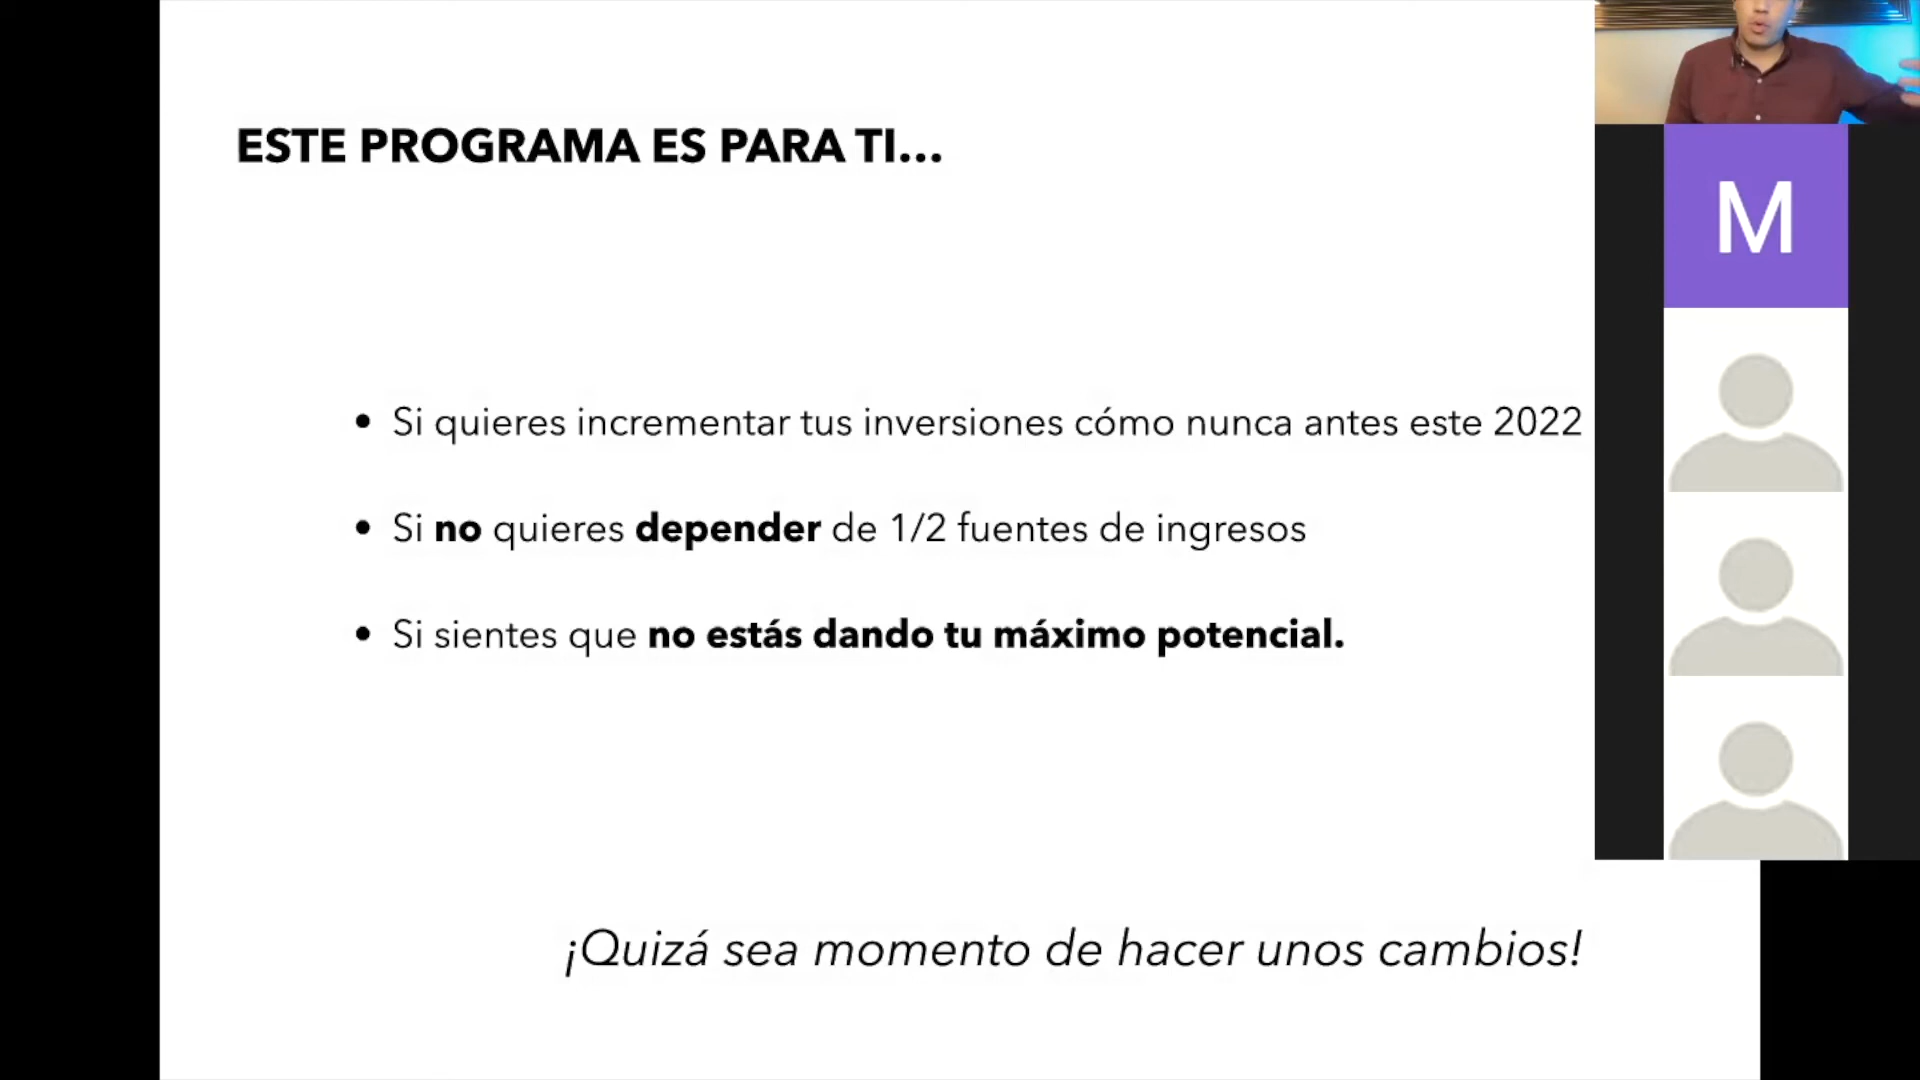 ESTE PROGRAMA ES PARA TI...
M
• Si quieres incrementar tus inversiones cómo nunca antes este 2022
• Si no quieres depender de 1/2 fuentes de ingresos
• Si sientes que no estás dando tu máximo potencial.
¡Quizá sea momento de hacer unos cambios!